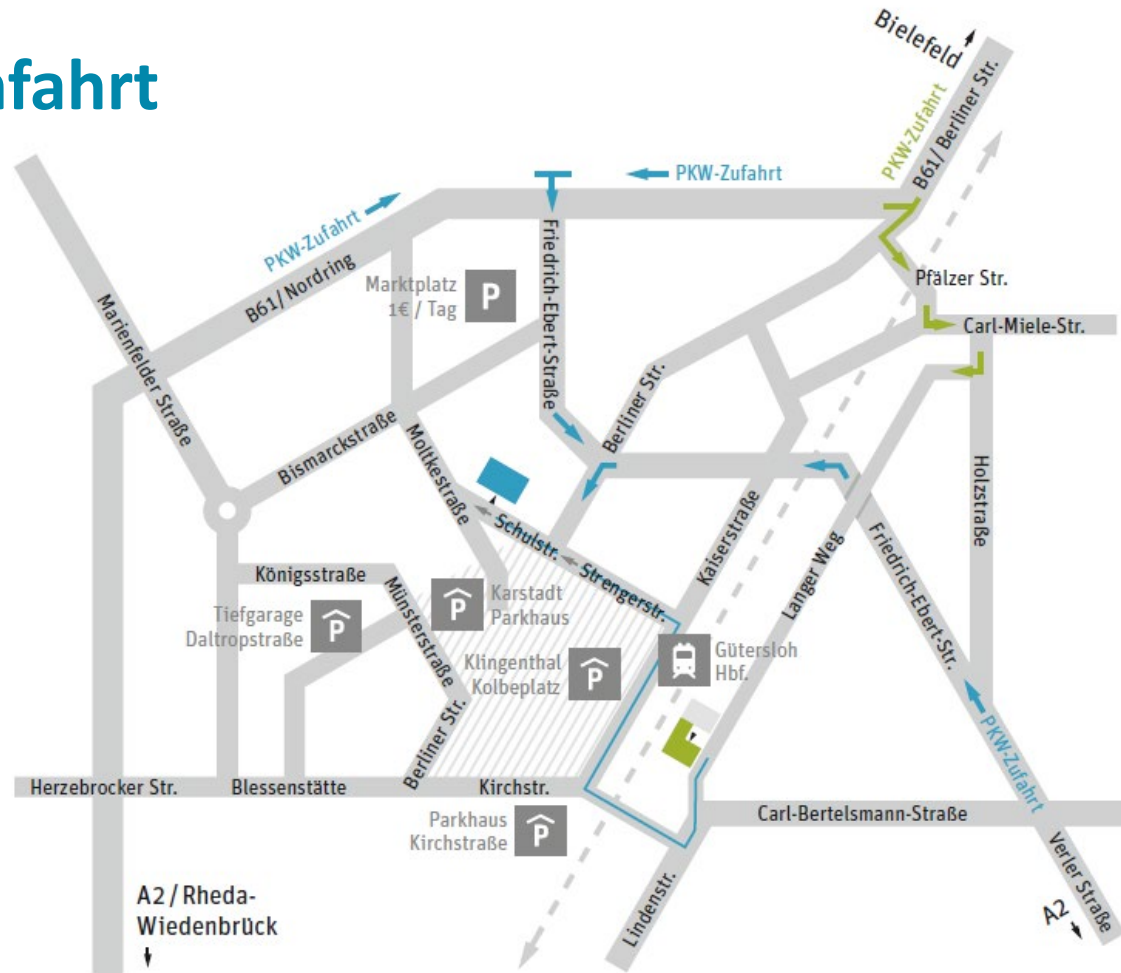 nfahrt
Bielefeld
PKW-Zufahrt
B61/ Berliner Str.
PKW-Zufahrt
PKW-Zufahrt
B61/ Nordring
Marienfelder Straße
Marktplatz
1€ / Tag
P
Friedrich-Ebert-Straße
Pfälzer Str.
Carl-Miele-Str.
Berliner Str.
Bismarckstraße
Moltkestraße
Holzstraße
Schulstr.
Strengerstr.
Kaiserstraße
Langer Weg
Friedrich-Ebert-Str.
Königsstraße
Münsterstraße
Tiefgarage
Daltropstraße
P
P
Karstadt
Parkhaus
Klingenthal
Kolbeplatz
P
Gütersloh
Hbf.
PKW-Zufahrt
Berliner Str.
Herzebrocker Str.
Blessenstätte
Kirchstr.
Parkhaus
Kirchstraße
P
Carl-Bertelsmann-Straße
Verler Straße
A2
Lindenstr.
A2 / Rheda-
Wiedenbrück